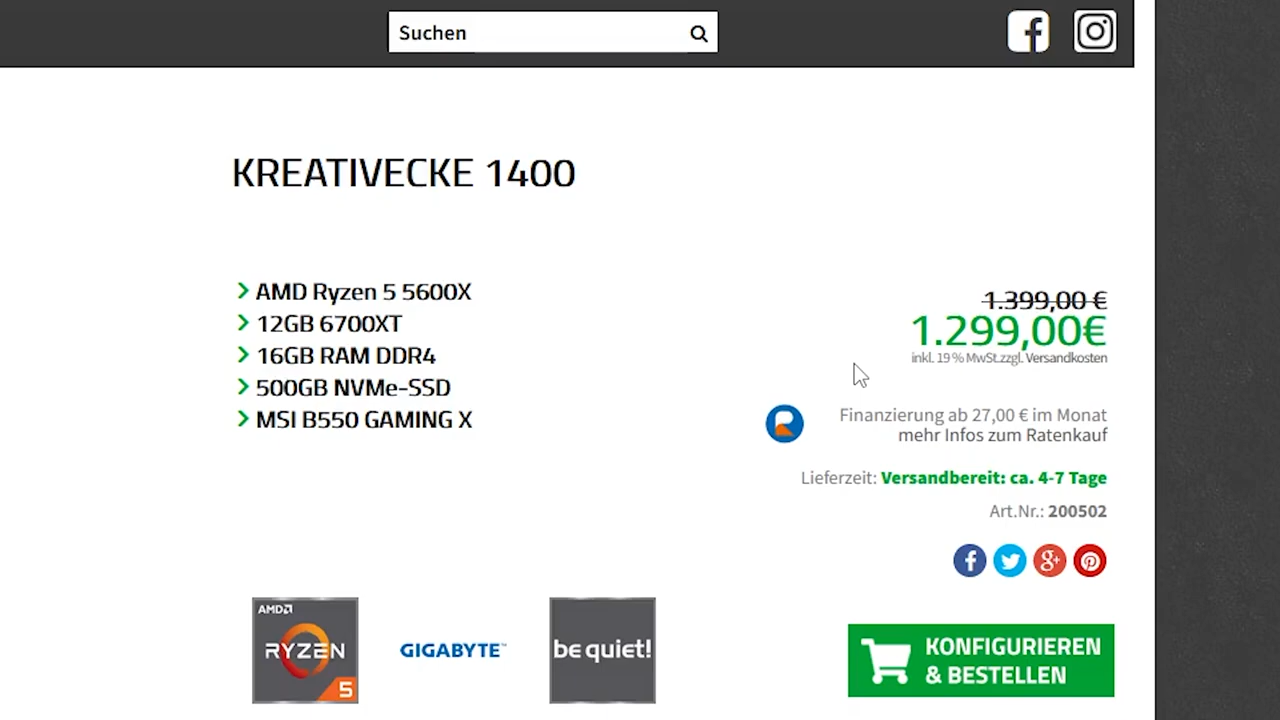 Suchen
KREATIVECKE 1400
AMD Ryzen 5 5600X
12GB 6700XT
16GB RAM DDR4
500GB NVMe-SSD
MSI B550 GAMING X
1.399,00 €
1.299,00€
inkl. 19 % MwSt.zzgl. Versandkosten
Finanzierung ab 27,00 € im Monat
mehr Infos zum Ratenkauf
Lieferzeit: Versandbereit: ca. 4-7 Tage
Art.Nr.: 200502
AMD
RYZEN
5
GIGABYTE™
be quiet!
KONFIGURIEREN
& BESTELLEN